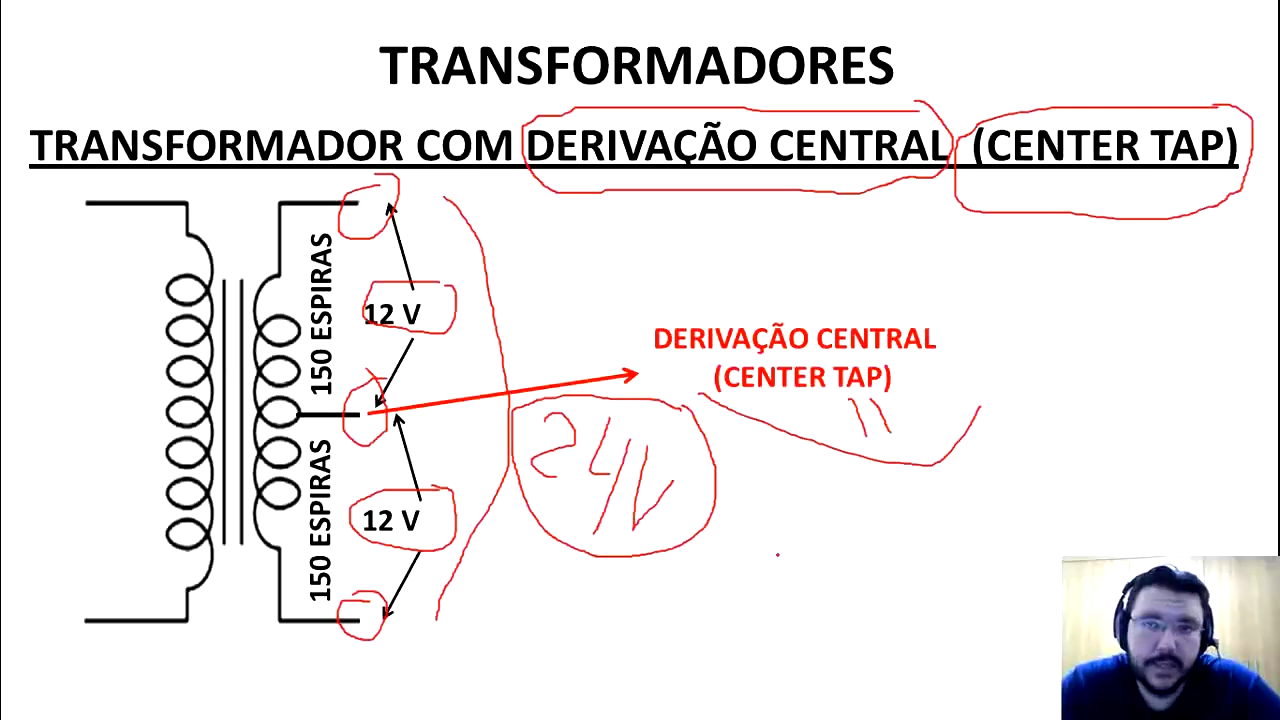 TRANSFORMADORES
TRANSFORMADOR COM DERIVAÇÃO CENTRAL (CENTER TAP)
150 ESPIRAS
12 V
DERIVAÇÃO CENTRAL
(CENTER TAP)
24V
150 ESPIRAS
12 V